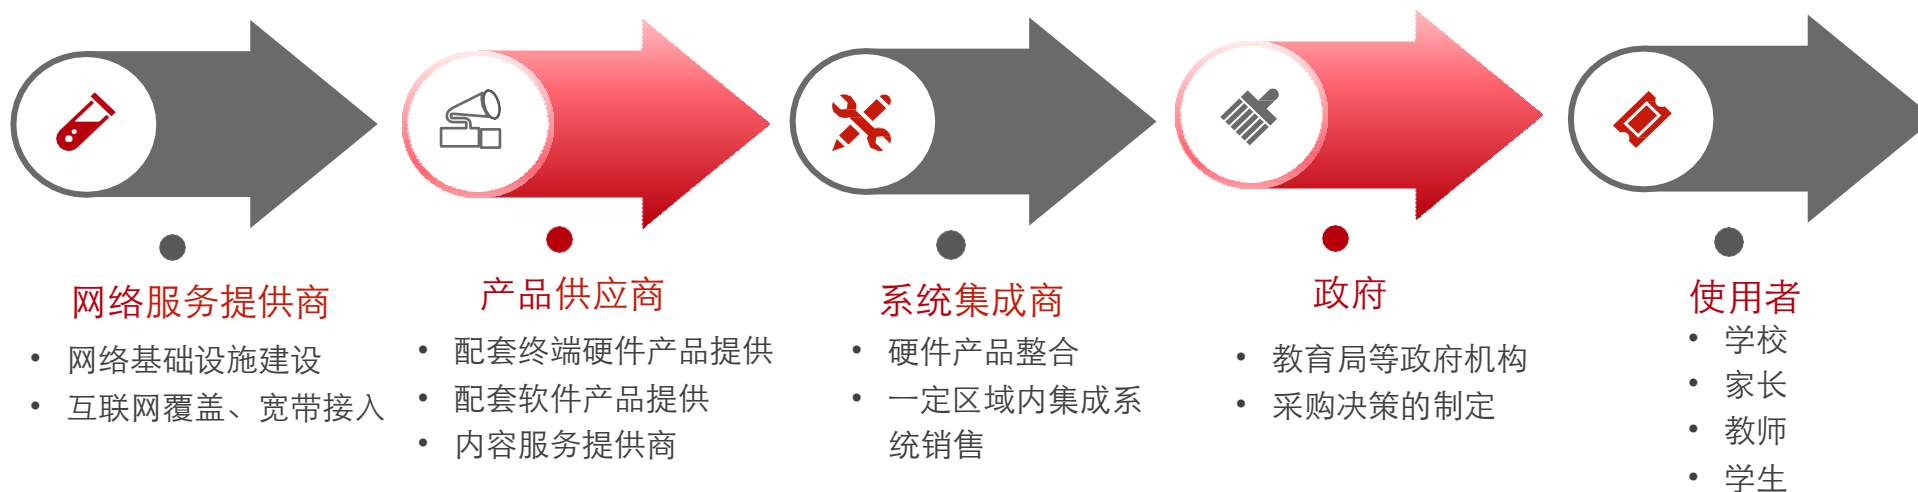 网络服务提供商
• 网络基础设施建设
• 互联网覆盖、宽带接入
产品供应商
• 配套终端硬件产品提供
• 配套软件产品提供
• 内容服务提供商
系统集成商
• 硬件产品整合
• 一定区域内集成系
统销售
政府
• 教育局等政府机构
• 采购决策的制定
使用者
• 学校
• 家长
• 教师
• 学生